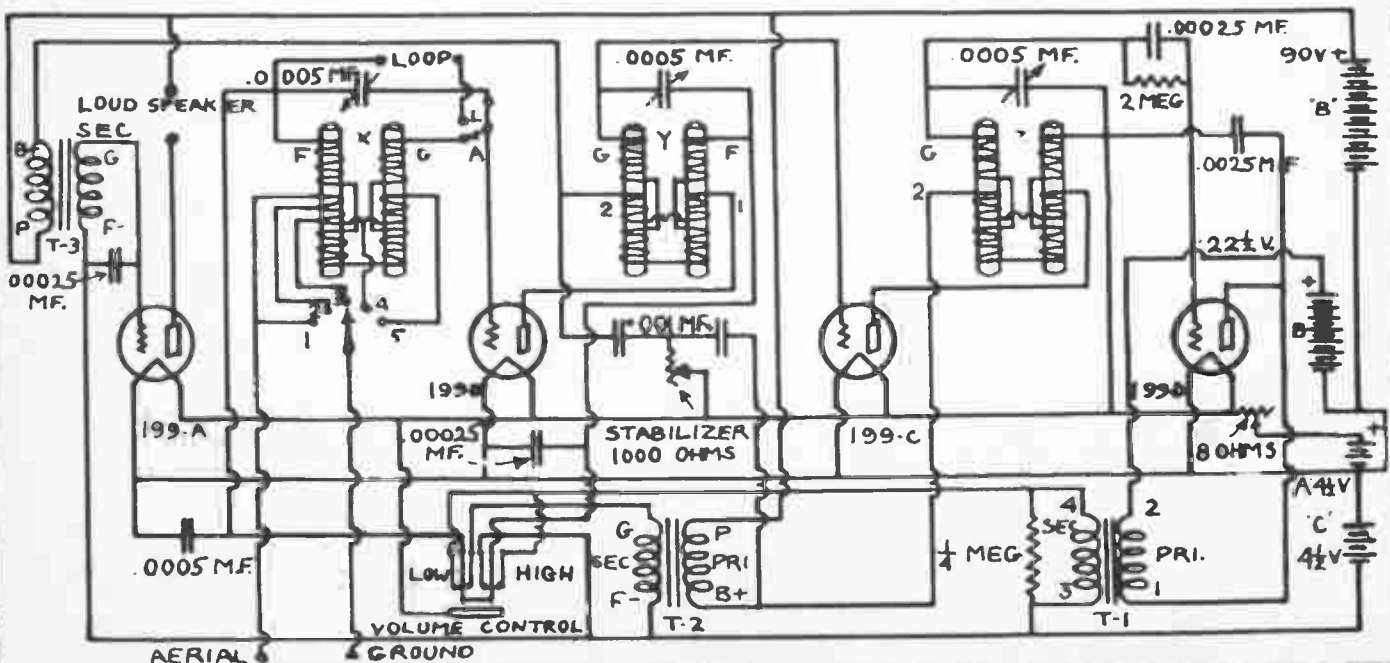 .00025 MF.
.0005 MF.
.0005 MF.
LOOP
.0005 MF.
90V+
2 MEG
"B"
LOUD SPEAKER
SEC
L
B
G
F
X
G
A
G
Y
F
G
.0025 MF
2
1
2
P
F-
T-3
22½ V.
.00025
MF.
+
B
1
2
3
4
5
.001 MF.
199-A
199-B
199-C
199-D
+
.00025
MF.
STABILIZER
1000 OHMS
8 OHMS
A 4½V
"C"
4½V
.0005 MF.
LOW
HIGH
G
SEC
F-
P
PRI
B+
T-2
¼ MEG
4
SEC
3
2
PRI.
1
T-1
VOLUME CONTROL
AERIAL
GROUND